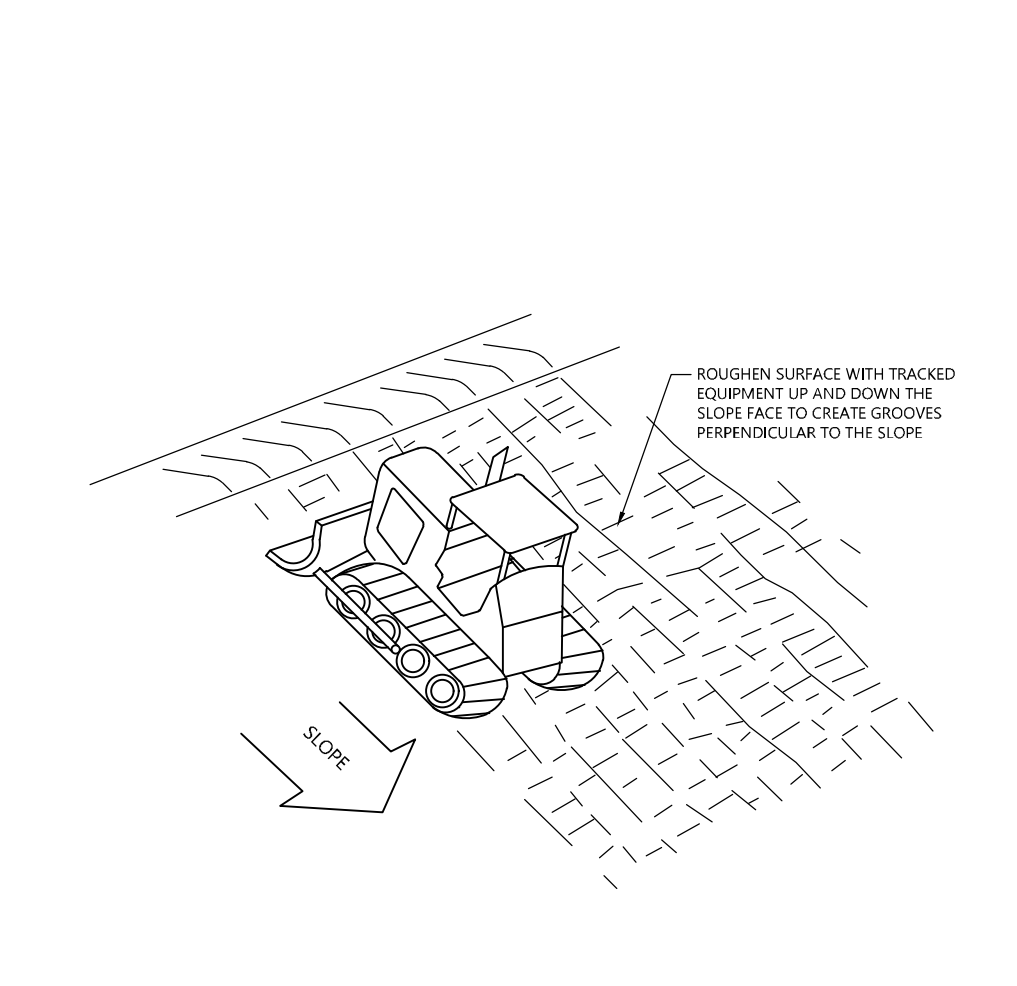 ROUGHEN SURFACE WITH TRACKED
EQUIPMENT UP AND DOWN THE
SLOPE FACE TO CREATE GROOVES
PERPENDICULAR TO THE SLOPE
SLOPE